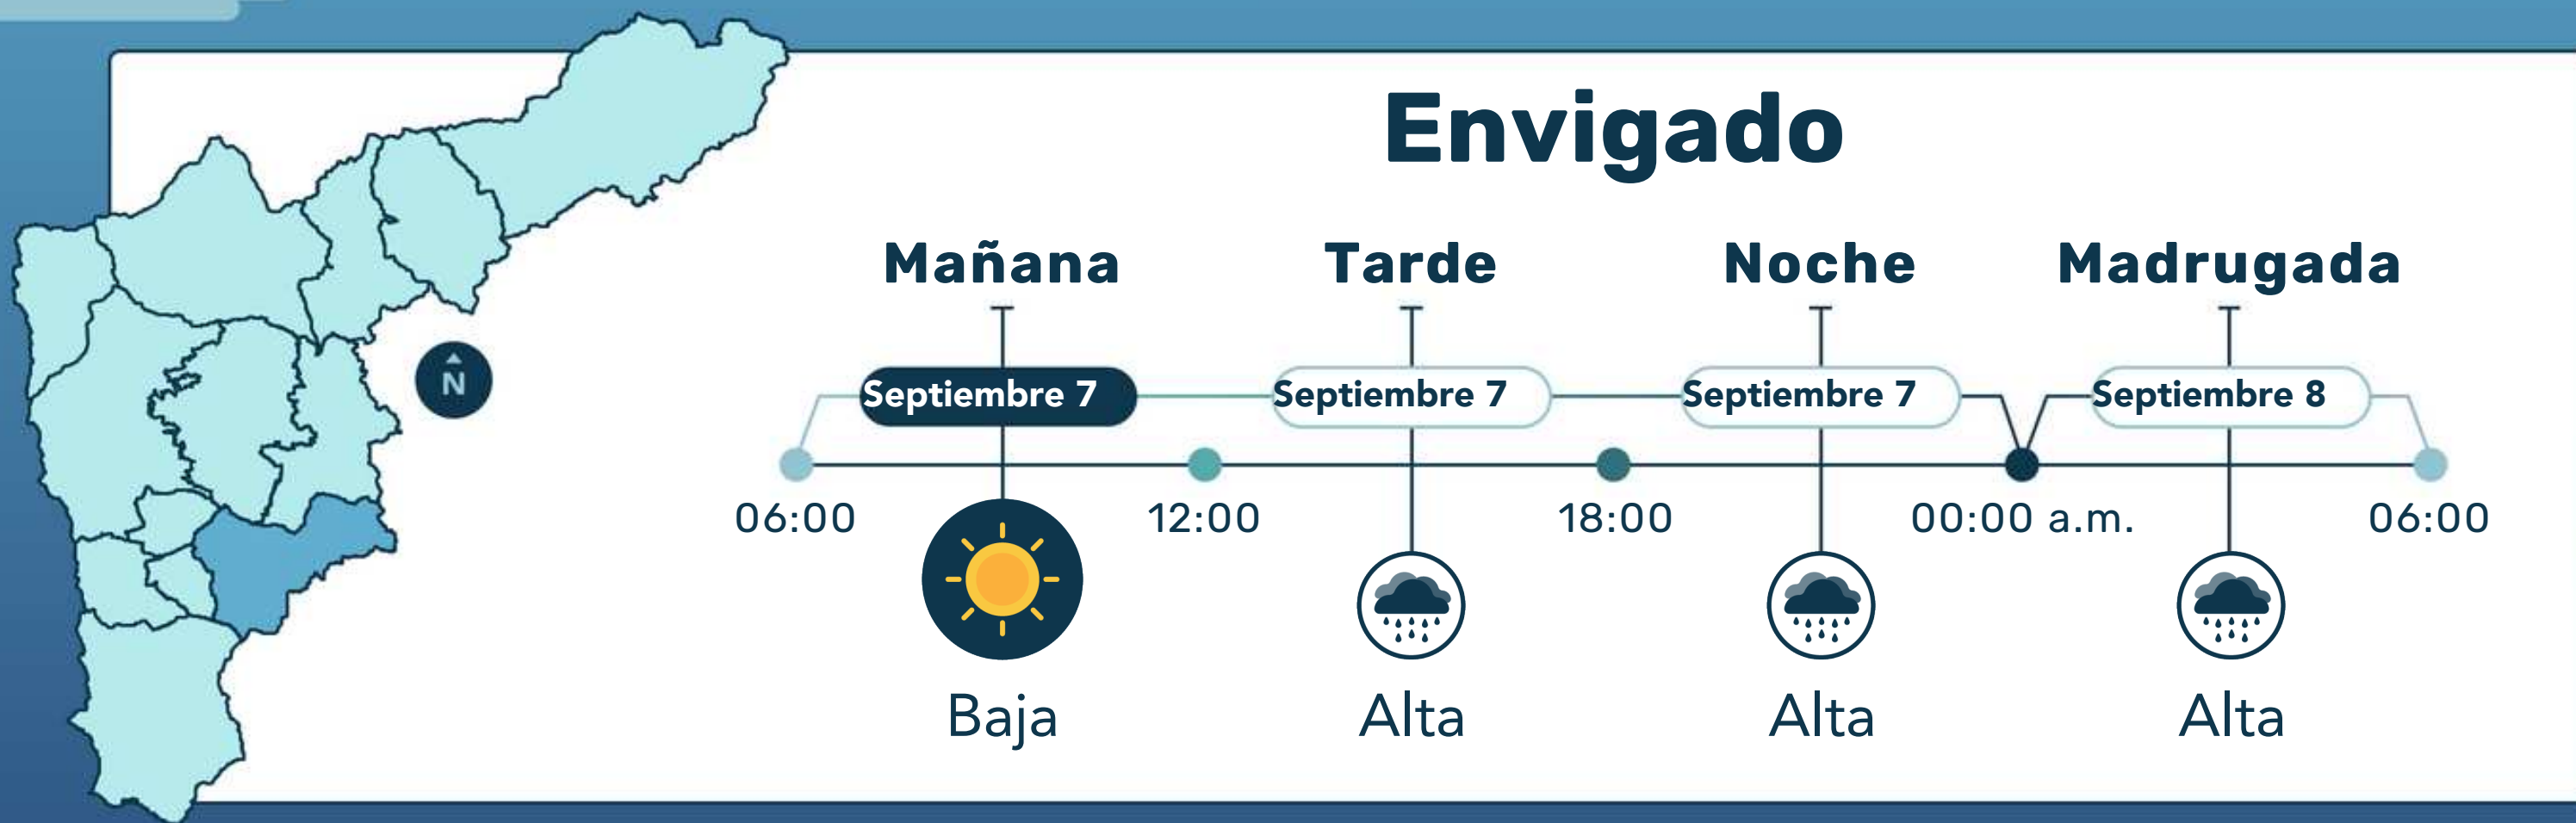 Envigado
Mañana Tarde Noche Madrugada
N
Septiembre 7 Septiembre 7 Septiembre 7 Septiembre 8
06:00 12:00 18:00 00:00 a.m. 06:00
Baja Alta Alta Alta